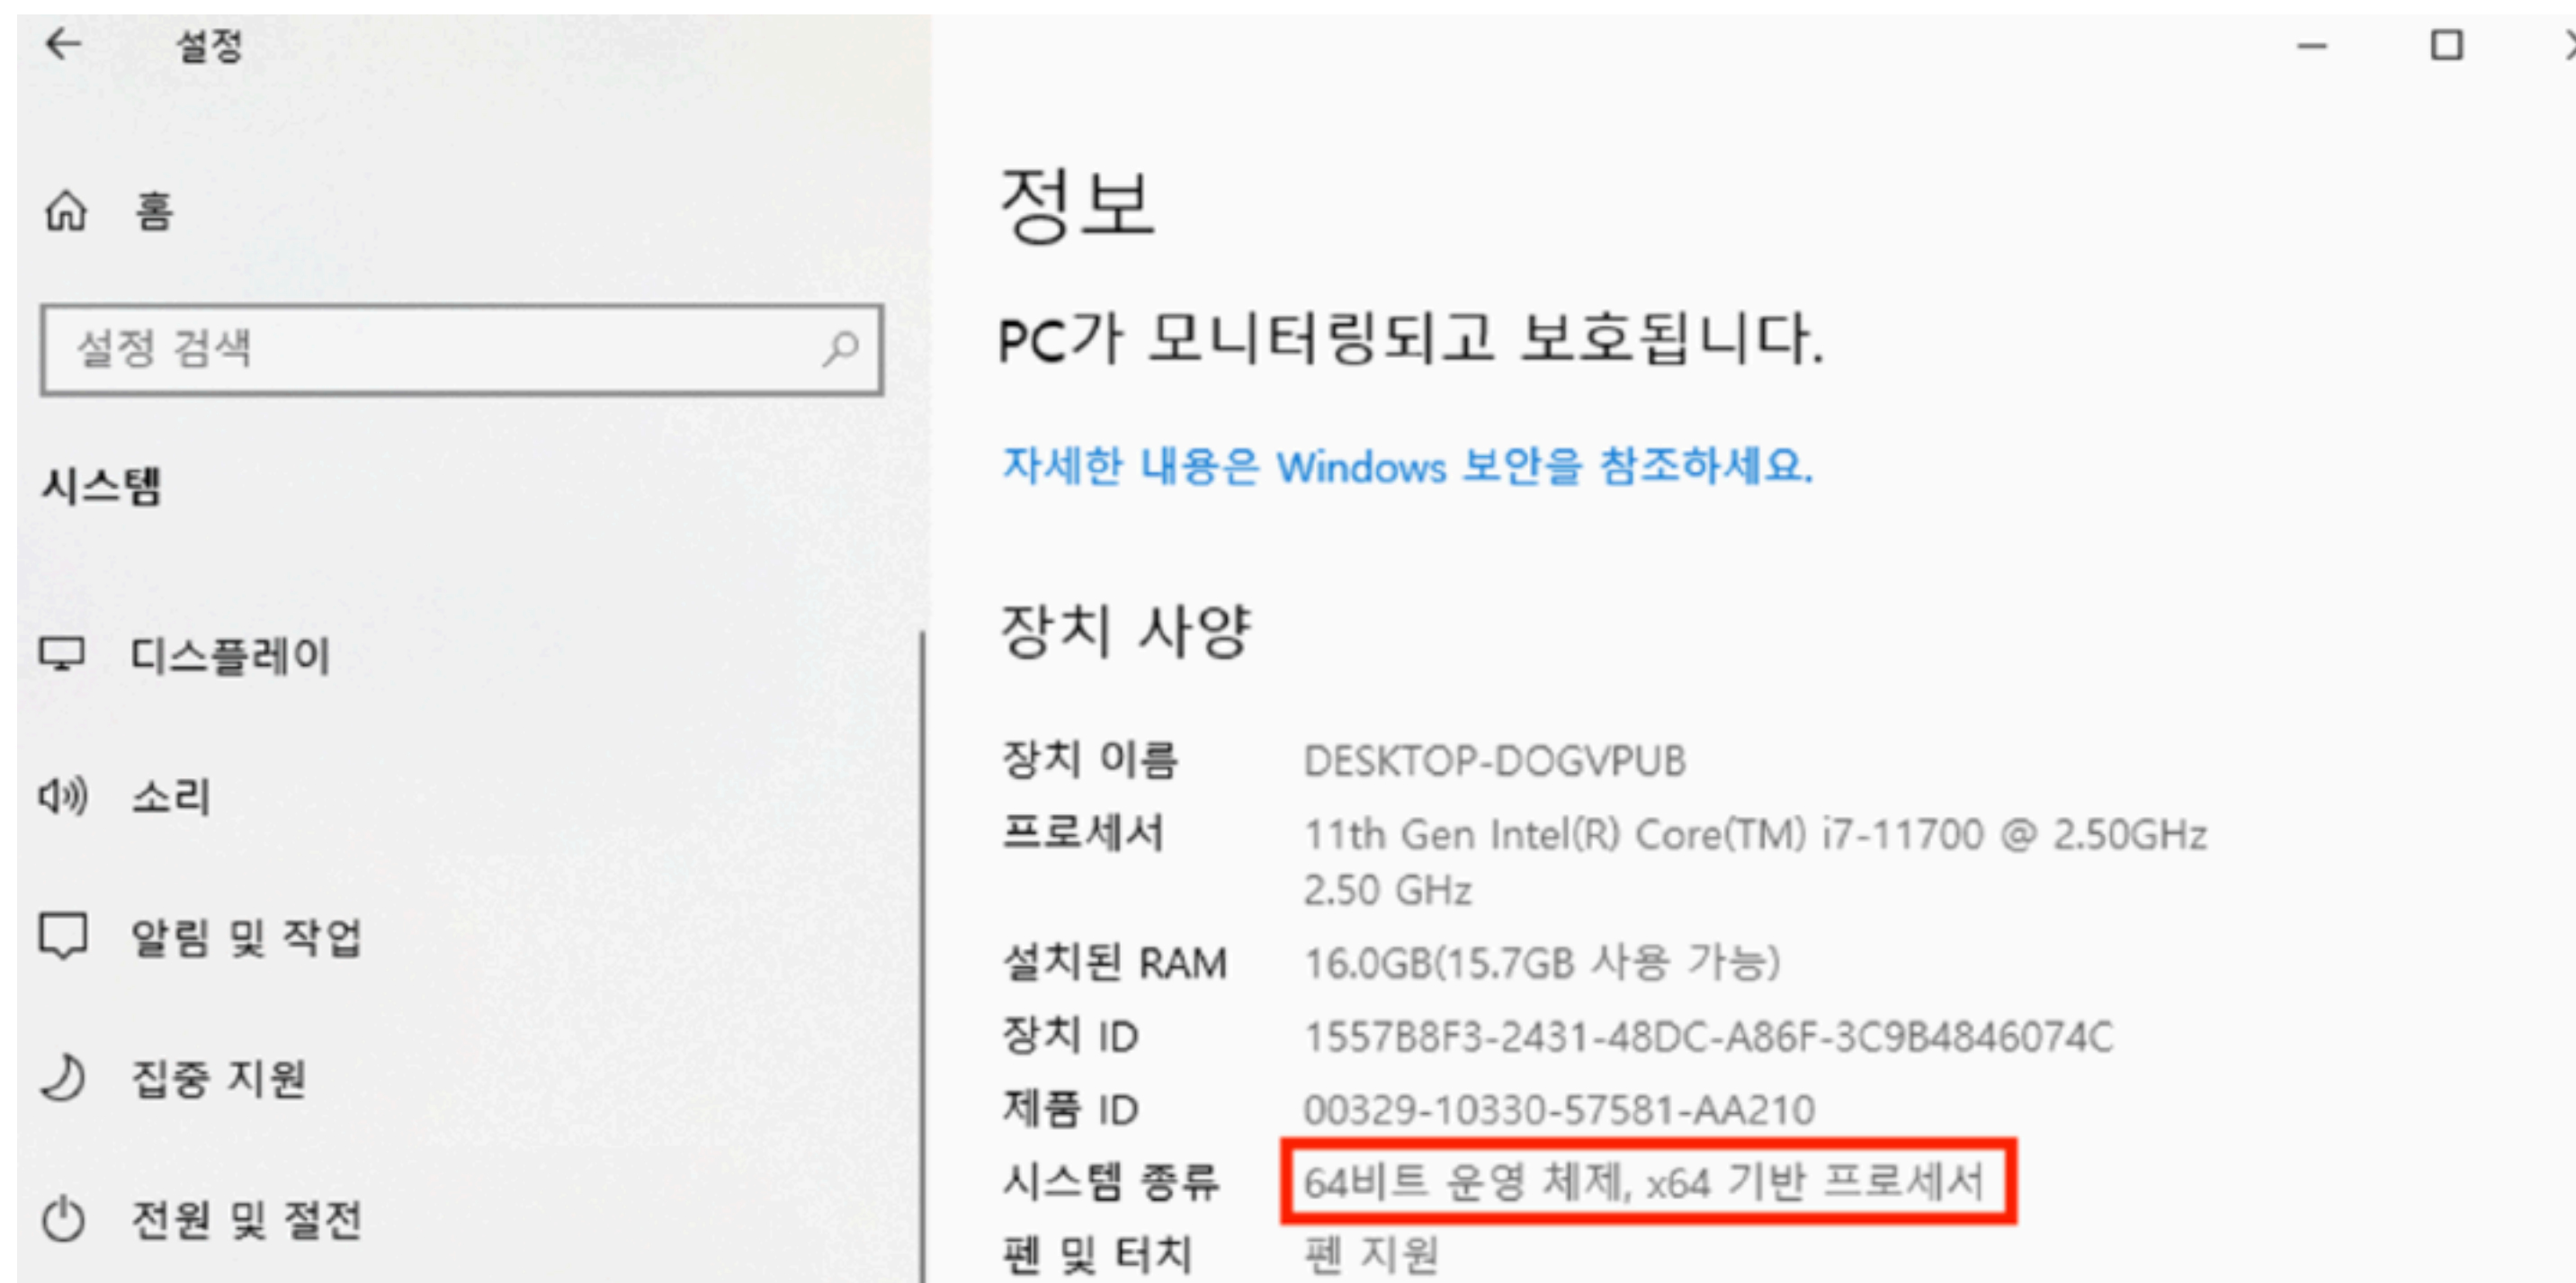 설정
홈
설정 검색
시스템
디스플레이
소리
알림 및 작업
집중 지원
전원 및 절전
정보
PC가 모니터링되고 보호됩니다.
자세한 내용은 Windows 보안을 참조하세요.
장치 사양
장치 이름 DESKTOP-DOGVPUB
프로세서 11th Gen Intel(R) Core(TM) i7-11700 @ 2.50GHz
2.50 GHz
설치된 RAM 16.0GB(15.7GB 사용 가능)
장치 ID 1557B8F3-2431-48DC-A86F-3C9B4846074C
제품 ID 00329-10330-57581-AA210
시스템 종류 64비트 운영 체제, x64 기반 프로세서
펜 및 터치 펜 지원